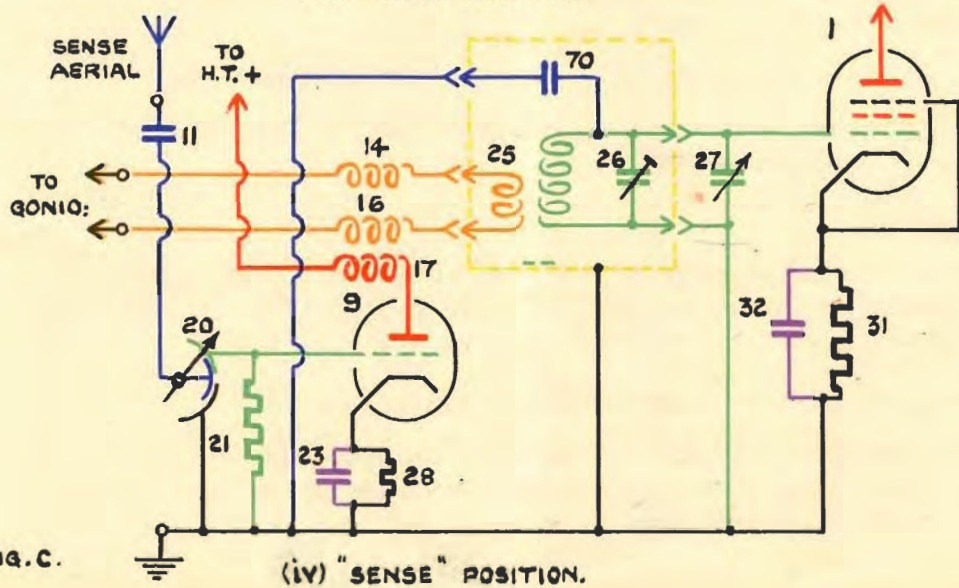 SENSE
AERIAL
TO
H.T. +
11
TO
GONIO:
14
16
17
9
20
21
23
28
25
70
26
27
1
32
31
G.C.
(iv) "SENSE" POSITION.